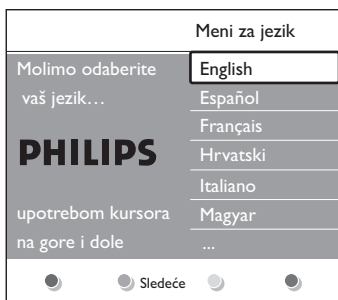 Meni za jezik
Molimo odaberite
vaš jezik...
PHILIPS
upotrebom kursora
na gore i dole
English
Español
Français
Hrvatski
Italiano
Magyar
...
Sledeće